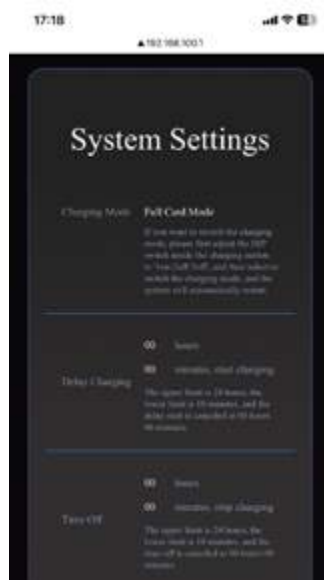 17:18
192.168.100.1
System Settings
Charging Mode
Full Card Mode
If you want to switch the charging
mode, please first adjust the DIP
switch inside the charging station
to and then select to
switch the charging mode, and the
system will automatically restart.
00 hours
00 minutes, start charging
Delay Charging
The upper limit is 24 hours, the
lower limit is 10 minutes, and the
delay start is canceled at 00 hours
00 minutes.
00 hours
00 minutes, stop charging
Time Off
The upper limit is 24 hours, the
lower limit is 10 minutes, and the
time off is canceled at 00 hours 00
minutes.